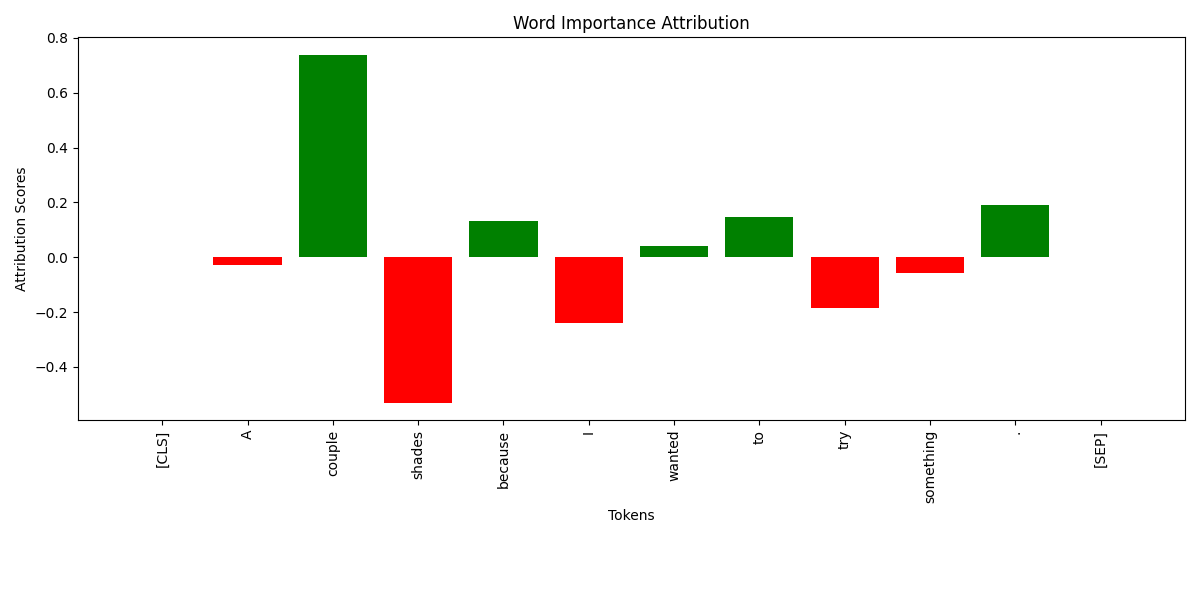 Word Importance Attribution
Attribution Scores
0.8
0.6
0.4
0.2
0.0
−0.2
−0.4
[CLS]
A
couple
shades
because
I
wanted
to
try
something
.
[SEP]
Tokens